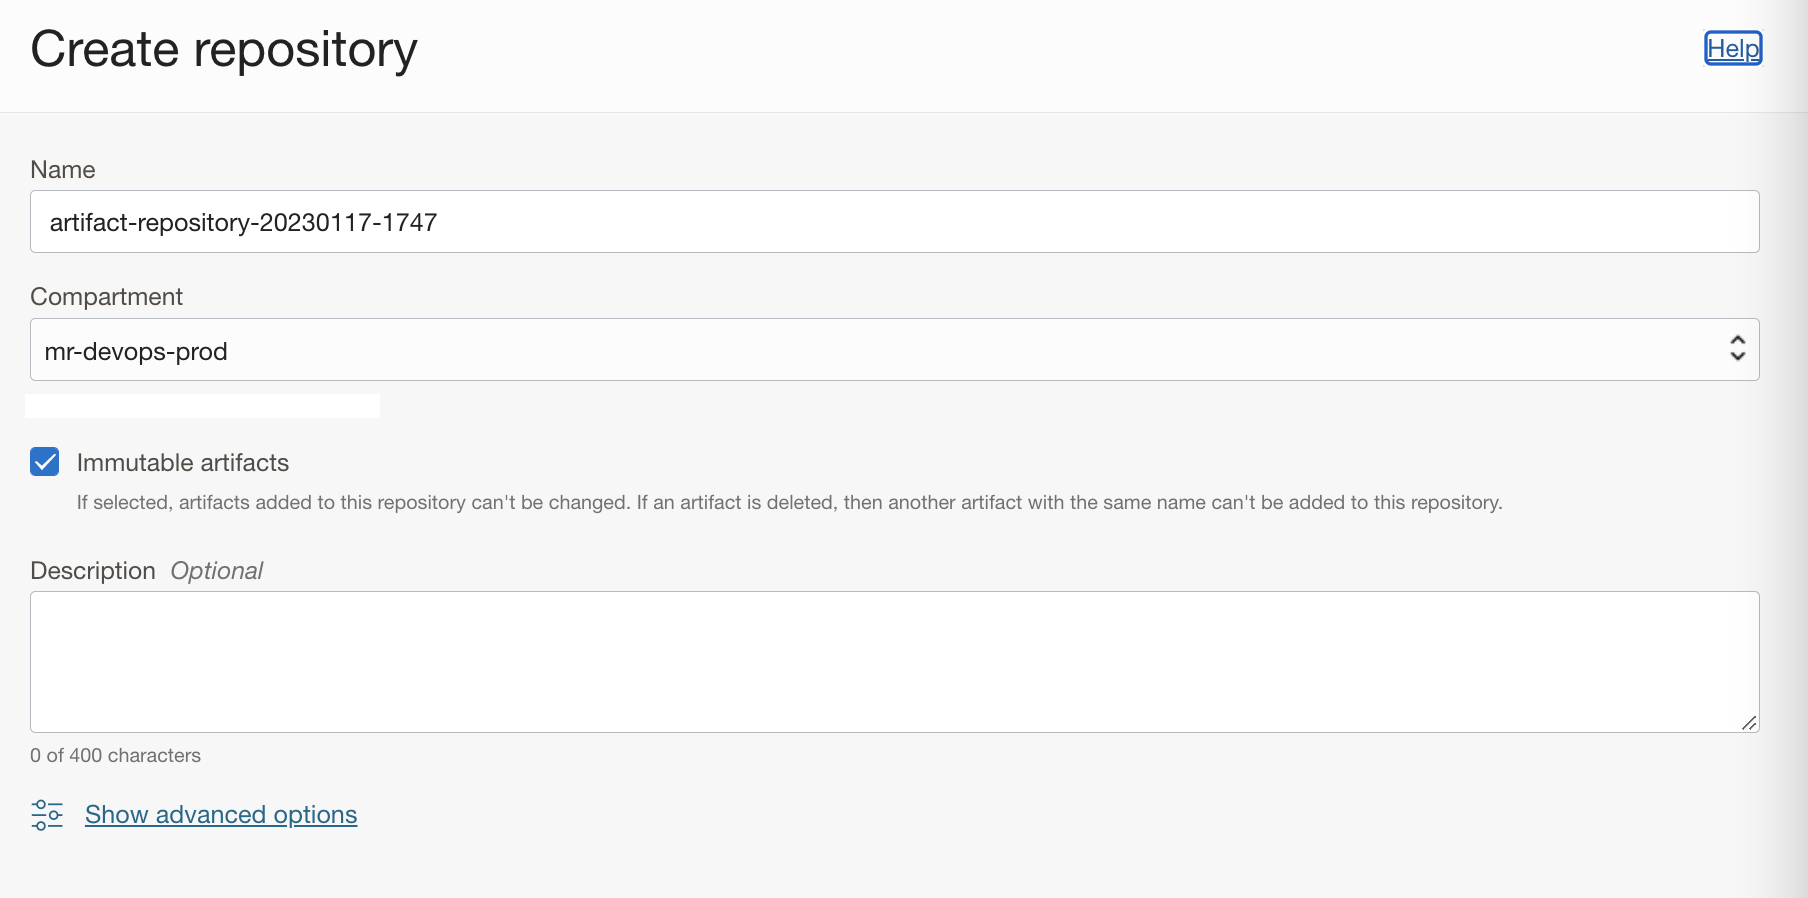 Create repository
Help
Name
artifact-repository-20230117-1747
Compartment
mr-devops-prod
Immutable artifacts
If selected, artifacts added to this repository can't be changed. If an artifact is deleted, then another artifact with the same name can't be added to this repository.
Description Optional
0 of 400 characters
Show advanced options